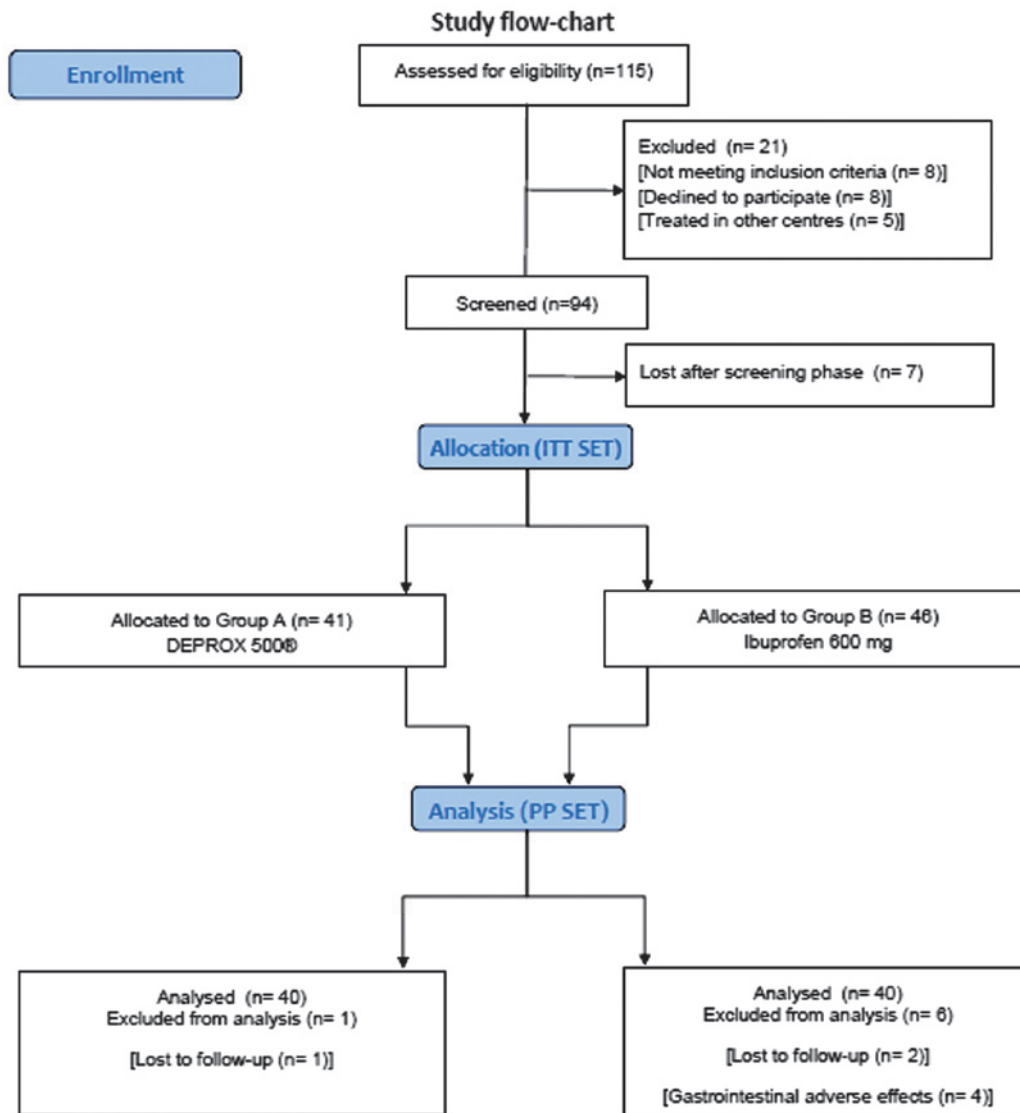 Study flow-chart
Enrollment
Assessed for eligibility (n=115)
Excluded (n= 21)
[Not meeting inclusion criteria (n= 8)]
[Declined to participate (n= 8)]
[Treated in other centres (n= 5)]
Screened (n=94)
Lost after screening phase (n= 7)
Allocation (ITT SET)
Allocated to Group A (n= 41)
DEPROX 500®
Allocated to Group B (n= 46)
Ibuprofen 600 mg
Analysis (PP SET)
Analysed (n= 40)
Excluded from analysis (n= 1)
[Lost to follow-up (n= 1)]
Analysed (n= 40)
Excluded from analysis (n= 6)
[Lost to follow-up (n= 2)]
[Gastrointestinal adverse effects (n= 4)]